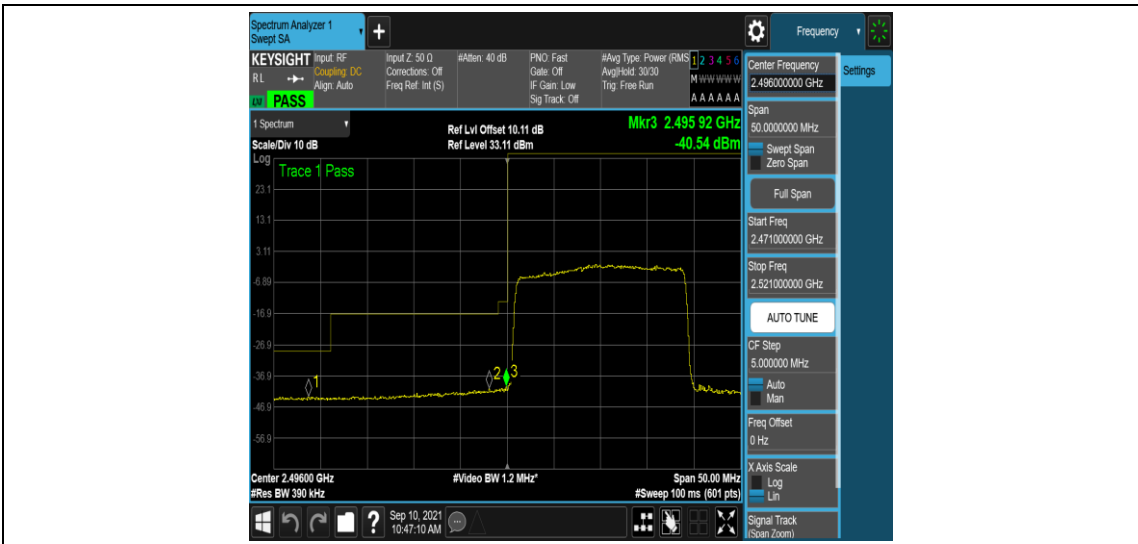 Spectrum Analyzer 1
Swept SA
+
Frequency
KEYSIGHT
RL
Input: RF
Coupling: DC
Align: Auto
Input Z: 50 Ω
Corrections: Off
Freq Ref: Int (S)
#Atten: 40 dB
PNO: Fast
Gate: Off
IF Gain: Low
Sig Track: Off
#Avg Type: Power (RMS
Avg|Hold: 30/30
Trig: Free Run
1 2 3 4 5 6
M W W W W W
A A A A A A
PASS
1 Spectrum
Scale/Div 10 dB
Ref Lvl Offset 10.11 dB
Ref Level 33.11 dBm
Mkr3 2.495 92 GHz
-40.54 dBm
Log
Trace 1 Pass
23.1
13.1
3.11
-6.89
-16.9
-26.9
-36.9
-46.9
-56.9
1
2
3
Center 2.49600 GHz
#Res BW 390 kHz
#Video BW 1.2 MHz*
Span 50.00 MHz
#Sweep 100 ms (601 pts)
?
Sep 10, 2021
10:47:10 AM
Center Frequency
2.496000000 GHz
Settings
Span
50.0000000 MHz
Swept Span
Zero Span
Full Span
Start Freq
2.471000000 GHz
Stop Freq
2.521000000 GHz
AUTO TUNE
CF Step
5.000000 MHz
Auto
Man
Freq Offset
0 Hz
X Axis Scale
Log
Lin
Signal Track
(Span Zoom)